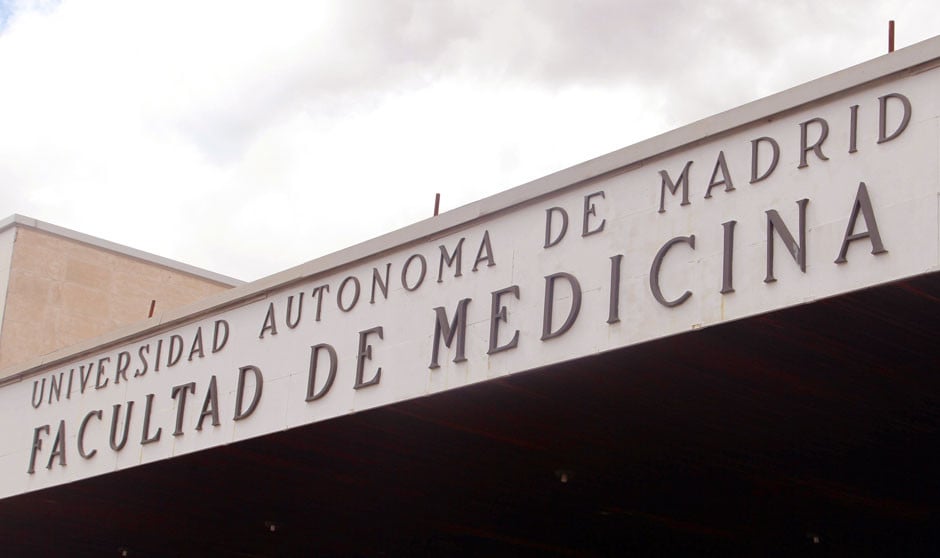 UNIVERSIDAD AUTONOMA DE MADRID
FACULTAD DE MEDICINA